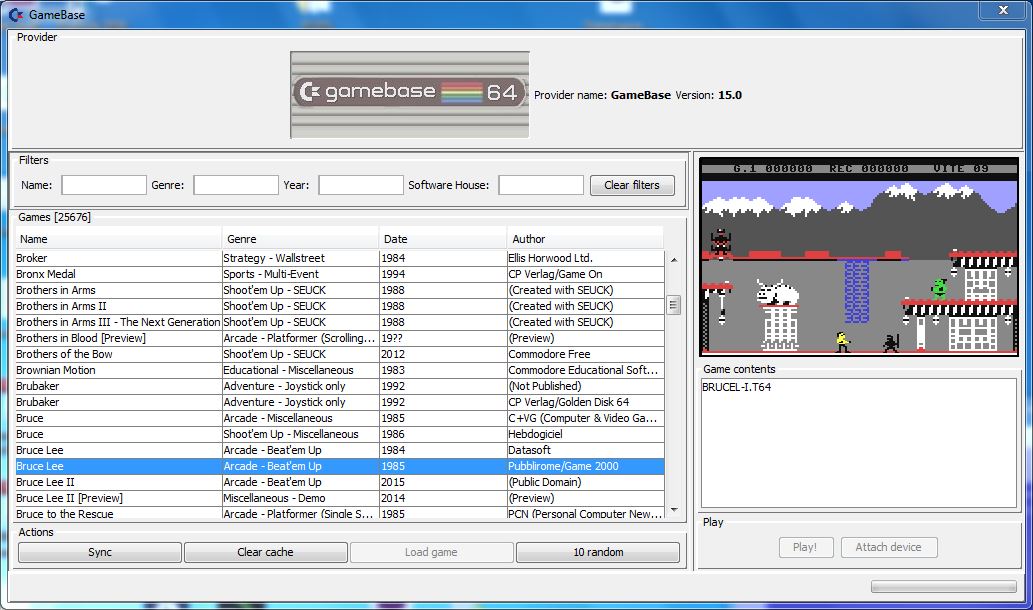 GameBase
Provider
gamebase 64
Provider name: GameBase Version: 15.0
Filters
Name: Genre: Year: Software House: Clear filters
G.1 000000 REC 000000 VITE 09
Games [25676]
Name Genre Date Author
Broker Strategy - Wallstreet 1984 Ellis Horwood Ltd.
Bronx Medal Sports - Multi-Event 1994 CP Verlag/Game On
Brothers in Arms Shoot'em Up - SEUCK 1988 (Created with SEUCK)
Brothers in Arms II Shoot'em Up - SEUCK 1988 (Created with SEUCK)
Brothers in Arms III - The Next Generation Shoot'em Up - SEUCK 1988 (Created with SEUCK)
Brothers in Blood [Preview] Arcade - Platformer (Scrolling... 19?? (Preview)
Brothers of the Bow Shoot'em Up - SEUCK 2012 Commodore Free
Brownian Motion Educational - Miscellaneous 1983 Commodore Educational Soft...
Brubaker Adventure - Joystick only 1992 (Not Published)
Brubaker Adventure - Joystick only 1992 CP Verlag/Golden Disk 64
Bruce Arcade - Miscellaneous 1985 C+VG (Computer & Video Ga...
Bruce Shoot'em Up - Miscellaneous 1986 Hebdogiciel
Bruce Lee Arcade - Beat'em Up 1984 Datasoft
Bruce Lee Arcade - Beat'em Up 1985 Pubblirome/Game 2000
Bruce Lee II Arcade - Beat'em Up 2015 (Public Domain)
Bruce Lee II [Preview] Miscellaneous - Demo 2014 (Preview)
Bruce to the Rescue Arcade - Platformer (Single S... 1985 PCN (Personal Computer New...
Game contents
BRUCEL-I.T64
Actions
Sync Clear cache Load game 10 random
Play
Play! Attach device